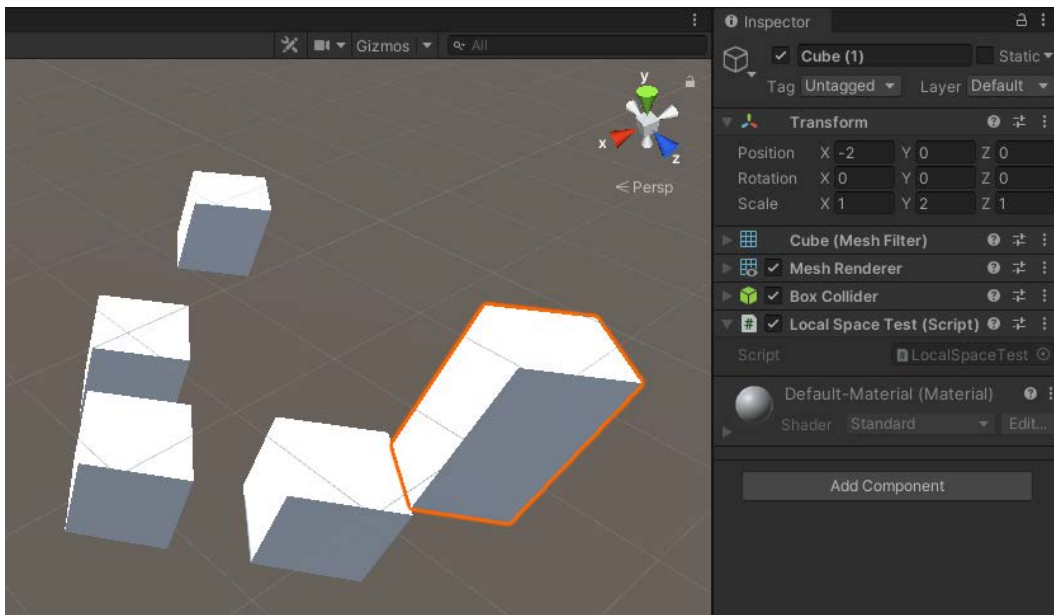 Gizmos
All
y
x
z
Persp
Inspector
Cube (1)
Static
Tag Untagged Layer Default
Transform
Position X -2 Y 0 Z 0
Rotation X 0 Y 0 Z 0
Scale X 1 Y 2 Z 1
Cube (Mesh Filter)
Mesh Renderer
Box Collider
# Local Space Test (Script)
Script LocalSpaceTest
Default-Material (Material)
Shader Standard Edit...
Add Component